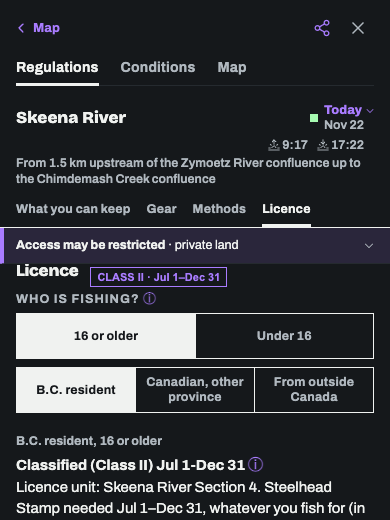 Map
Regulations Conditions Map
Skeena River
Today
Nov 22
9:17 17:22
From 1.5 km upstream of the Zymoetz River confluence up to
the Chimdemash Creek confluence
What you can keep Gear Methods Licence
Access may be restricted · private land
Licence CLASS II · Jul 1–Dec 31
WHO IS FISHING?
16 or older Under 16
B.C. resident
Canadian, other
province
From outside
Canada
B.C. resident, 16 or older
Classified (Class II) Jul 1-Dec 31
Licence unit: Skeena River Section 4. Steelhead
Stamp needed Jul 1–Dec 31, whatever you fish for (in